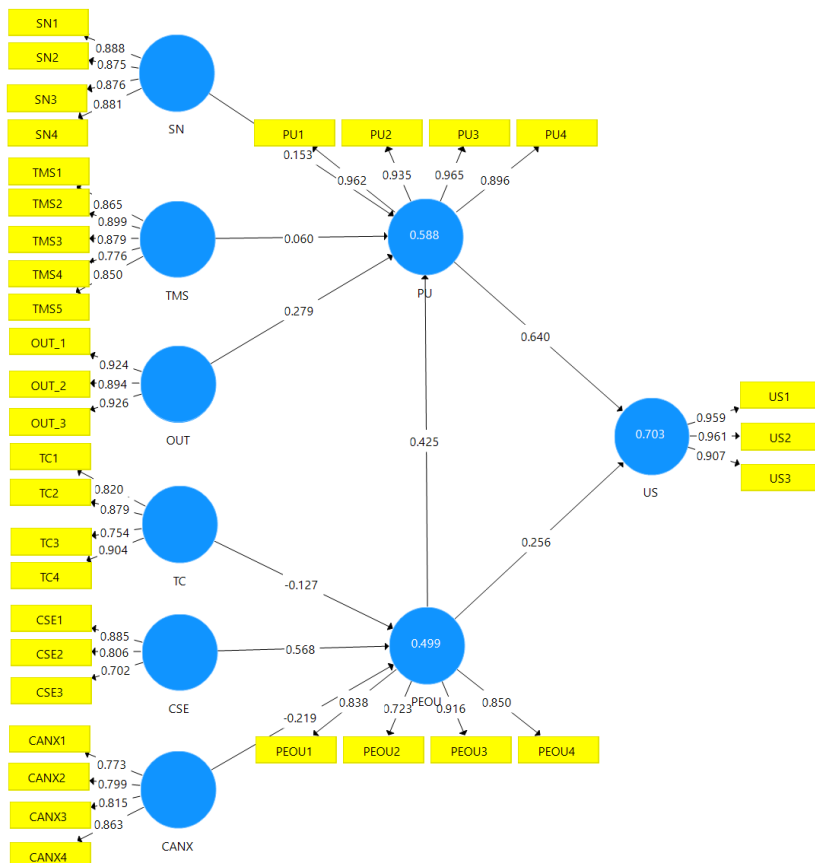 SN1
0.888
SN2
0.875
SN3
0.876
SN4
0.881
SN
PU1
PU2
PU3
PU4
0.153
0.962
0.935
0.965
0.896
TMS1
TMS2
0.865
0.899
TMS3
0.879
TMS4
0.776
0.850
TMS5
TMS
0.060
0.588
PU
OUT_1
0.924
OUT_2
0.894
OUT_3
0.926
OUT
0.279
0.640
0.425
0.703
US
0.959
0.961
0.907
US1
US2
US3
TC1
0.820
TC2
0.879
TC3
0.754
TC4
0.904
TC
-0.127
0.256
CSE1
0.885
CSE2
0.806
CSE3
0.702
CSE
0.568
0.499
PEOU
-0.219
0.838
0.723
0.916
0.850
PEOU1
PEOU2
PEOU3
PEOU4
CANX1
0.773
CANX2
0.799
CANX3
0.815
CANX4
0.863
CANX